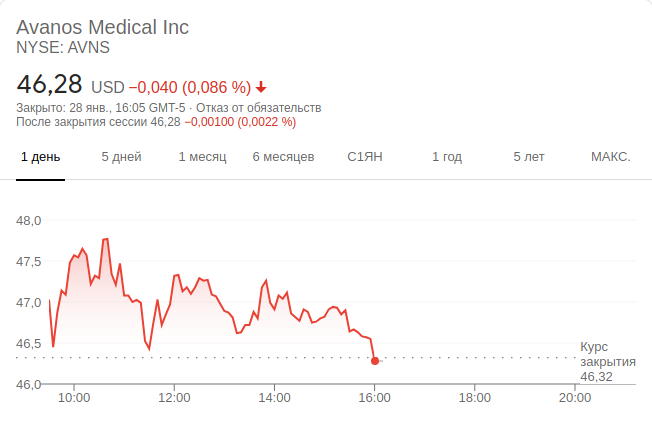 Avanos Medical Inc
NYSE: AVNS
46,28 USD −0,040 (0,086 %)
Закрыто: 28 янв., 16:05 GMT-5 · Отказ от обязательств
После закрытия сессии 46,28 −0,00100 (0,0022 %)
1 день 5 дней 1 месяц 6 месяцев С1ЯН 1 год 5 лет МАКС.
48,0
47,5
47,0
46,5
46,0
Курс
закрытия
46,32
10:00 12:00 14:00 16:00 18:00 20:00